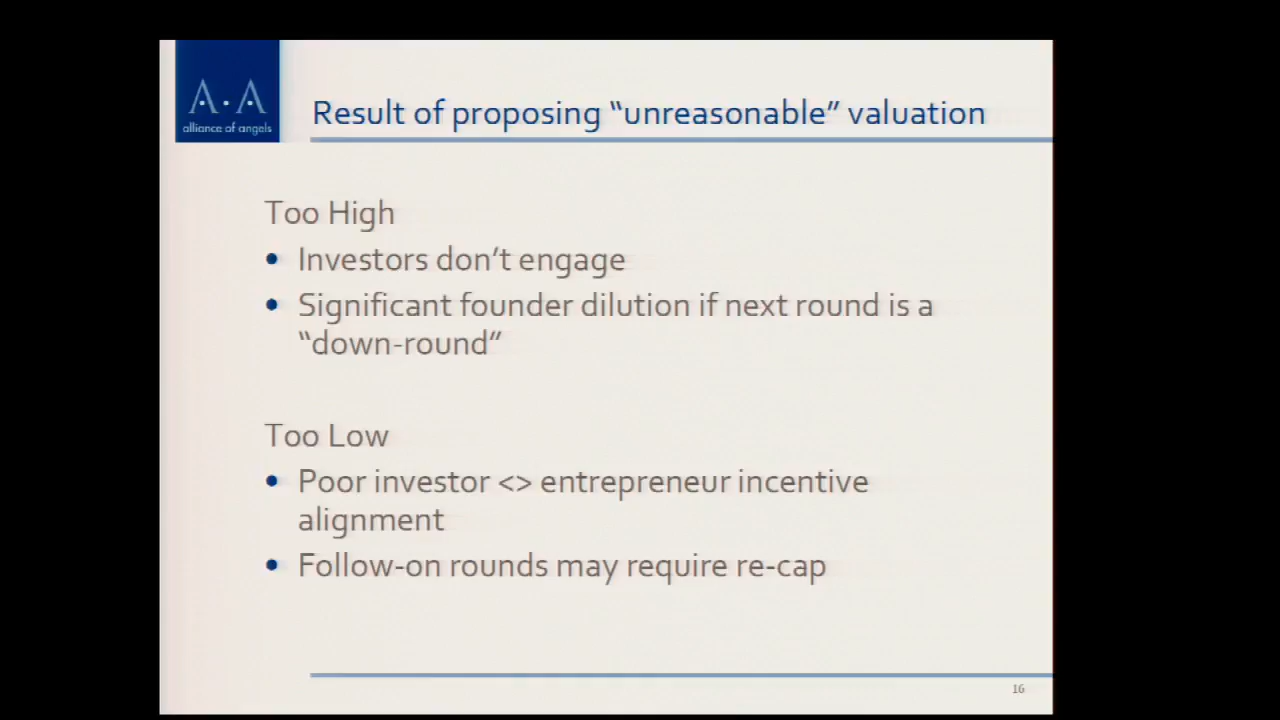 A.A
alliance of angels
Result of proposing “unreasonable” valuation
Too High
• Investors don’t engage
• Significant founder dilution if next round is a
“down-round”
Too Low
• Poor investor <> entrepreneur incentive
alignment
• Follow-on rounds may require re-cap
16